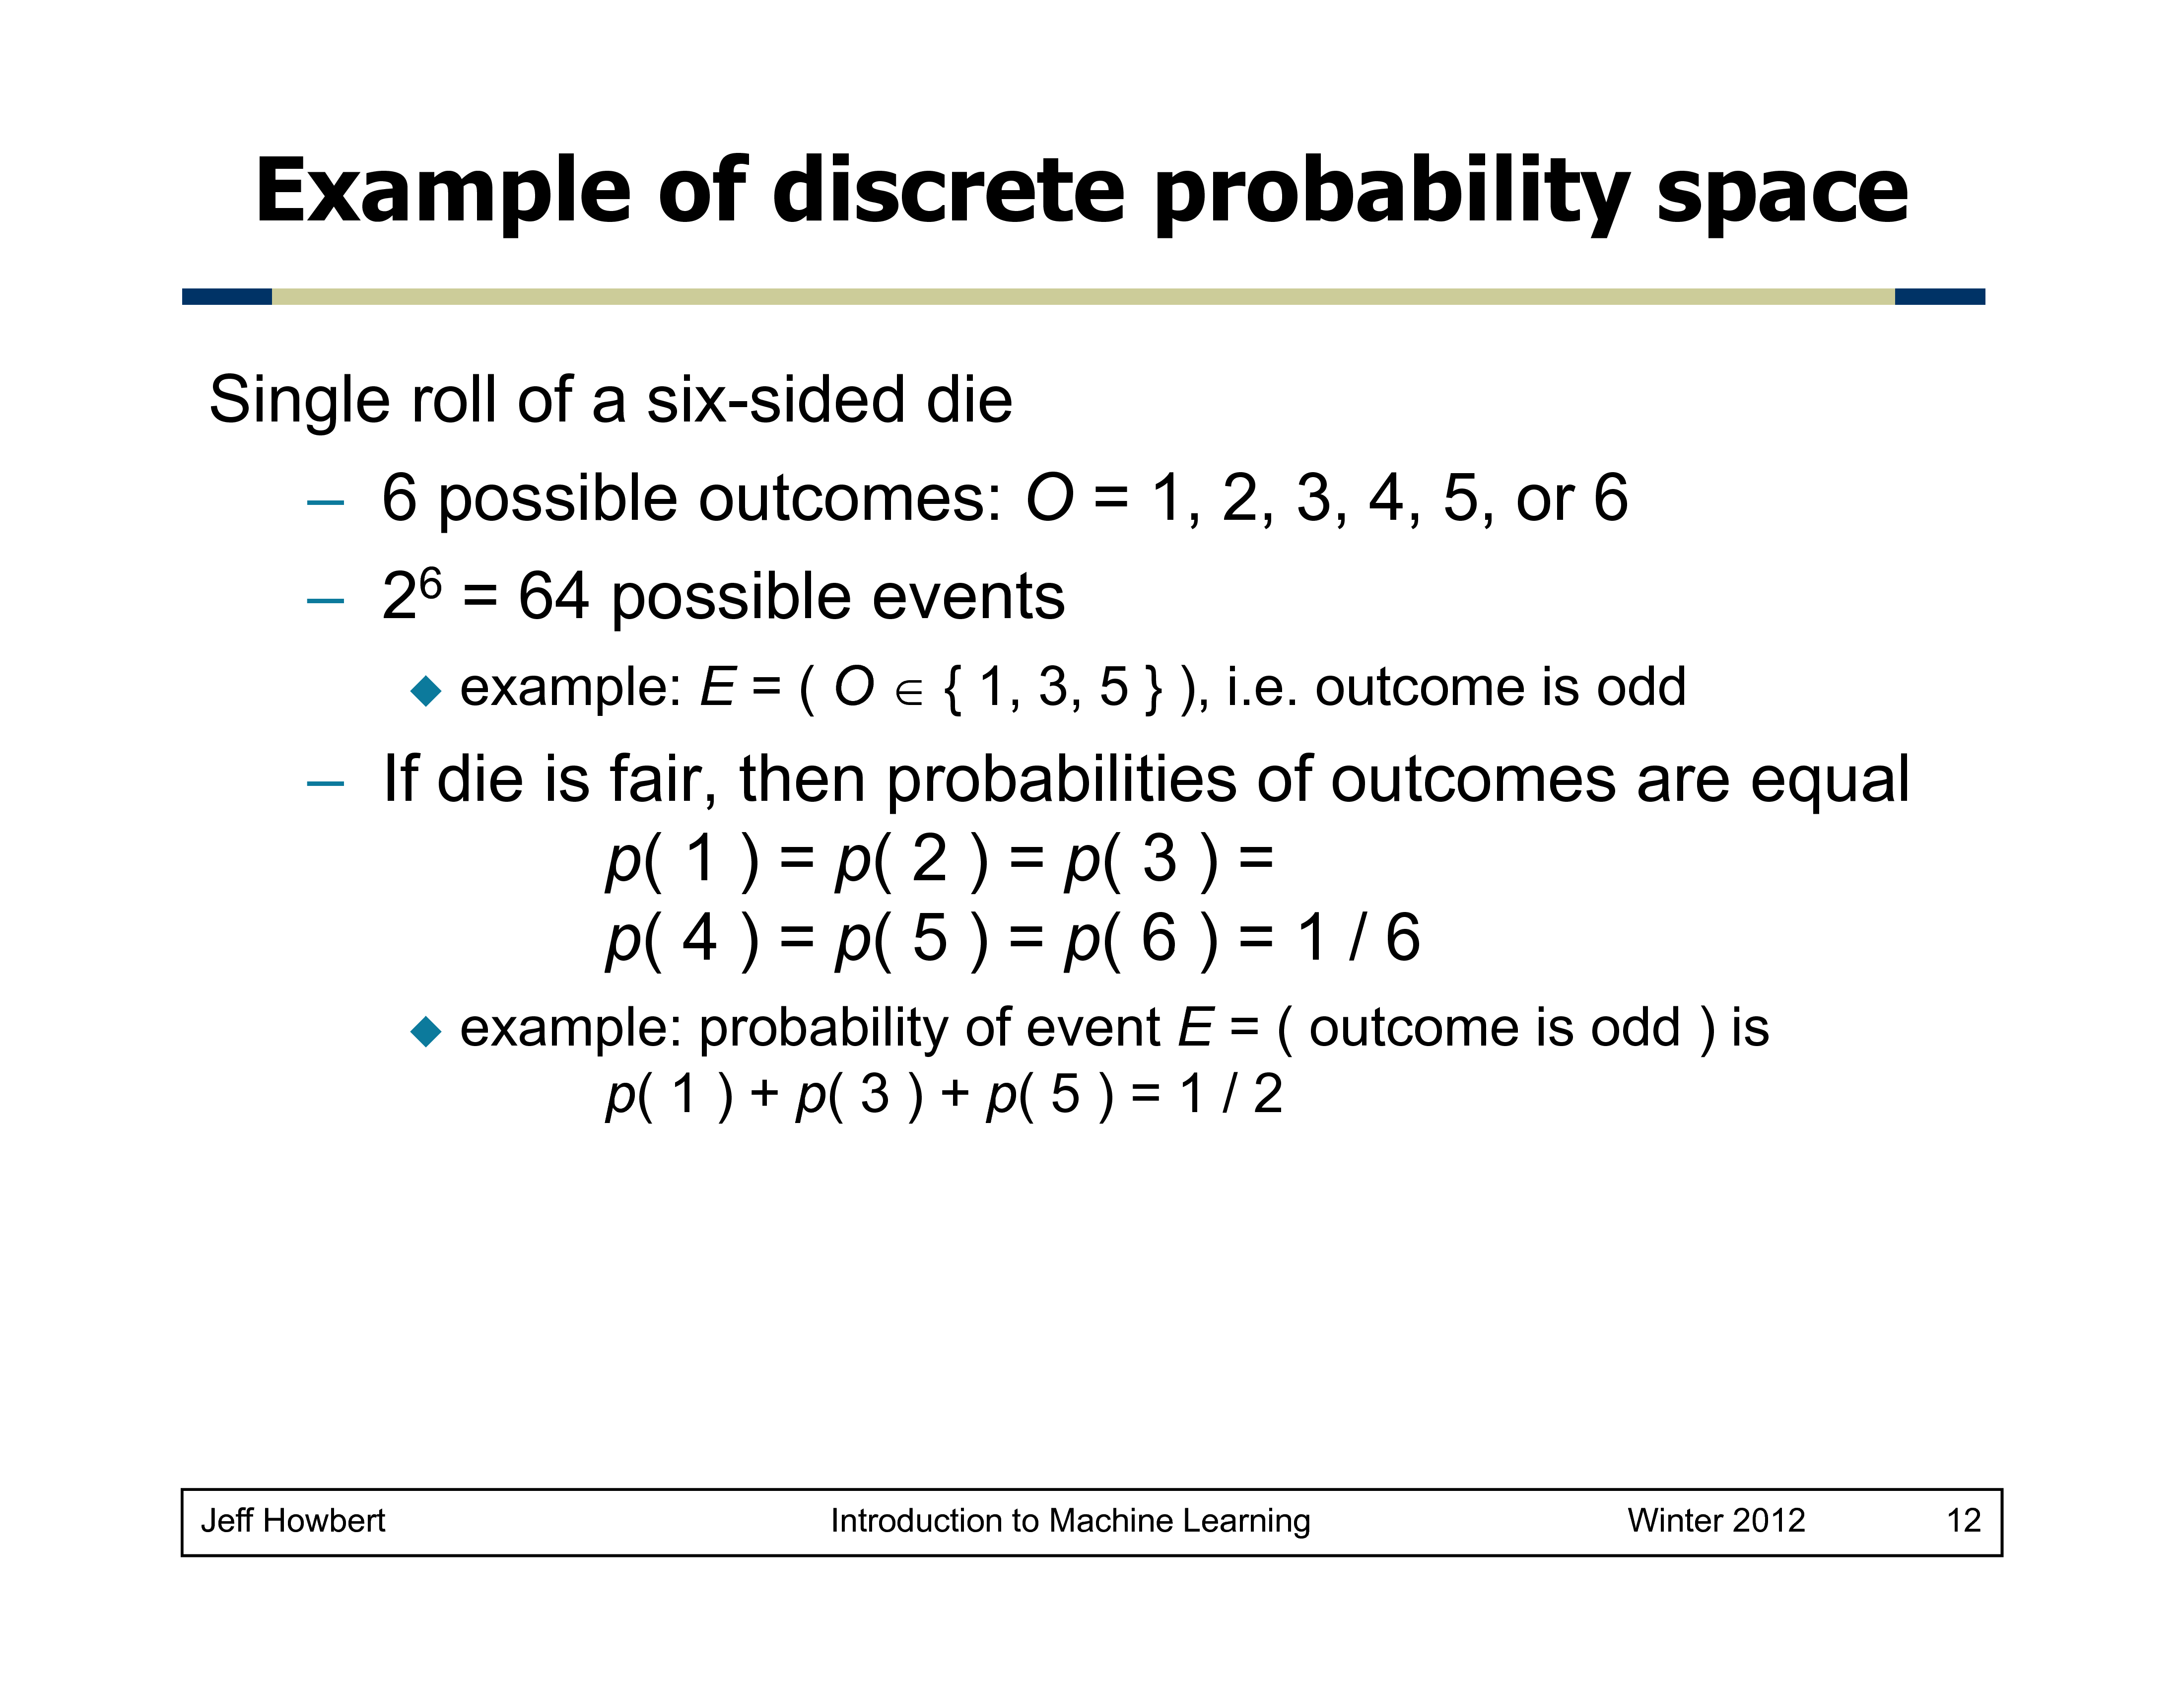 Example of discrete probability space
Single roll of a six-sided die
– 6 possible outcomes: O = 1, 2, 3, 4, 5, or 6
– 2⁶ = 64 possible events
◆ example: E = ( O ∈ { 1, 3, 5 } ), i.e. outcome is odd
– If die is fair, then probabilities of outcomes are equal
p( 1 ) = p( 2 ) = p( 3 ) =
p( 4 ) = p( 5 ) = p( 6 ) = 1 / 6
◆ example: probability of event E = ( outcome is odd ) is
p( 1 ) + p( 3 ) + p( 5 ) = 1 / 2
Jeff Howbert Introduction to Machine Learning Winter 2012 12